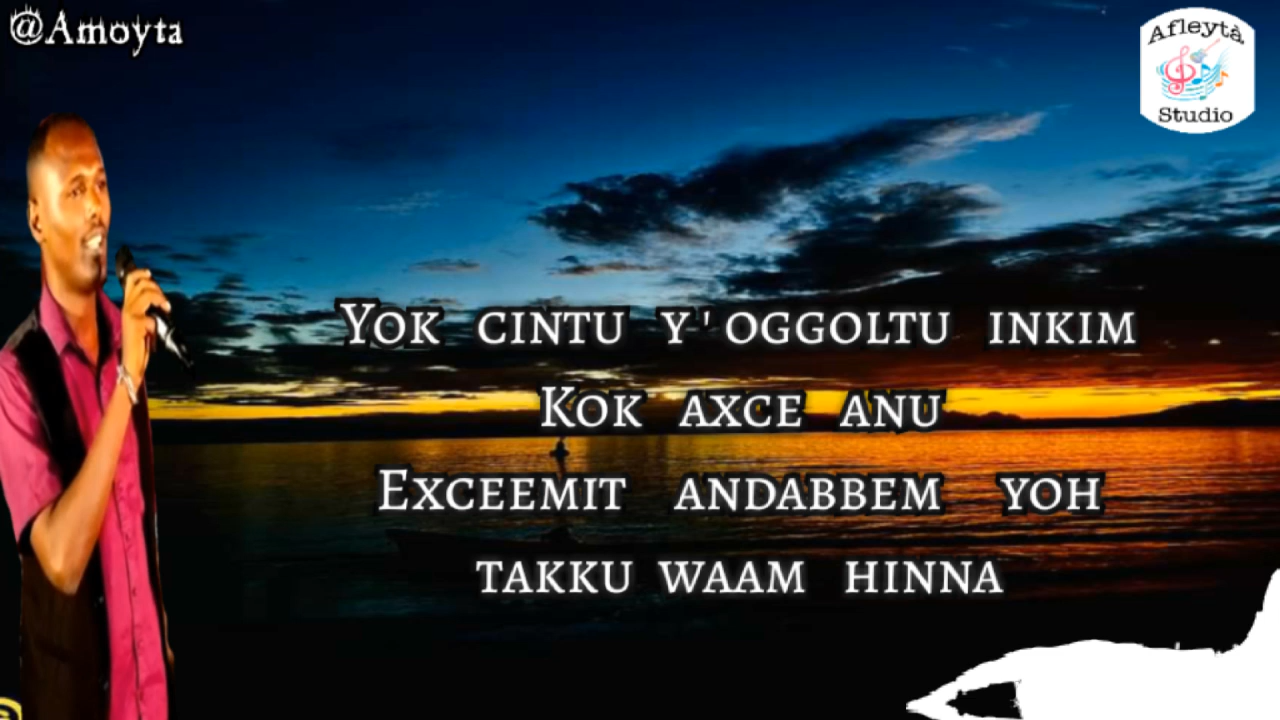 @Amoyta
Afleytà
Studio
Yok cintu y'oggoltu inkim
Kok axce anu
Exceemit andabbem yoh
takku waam hinna